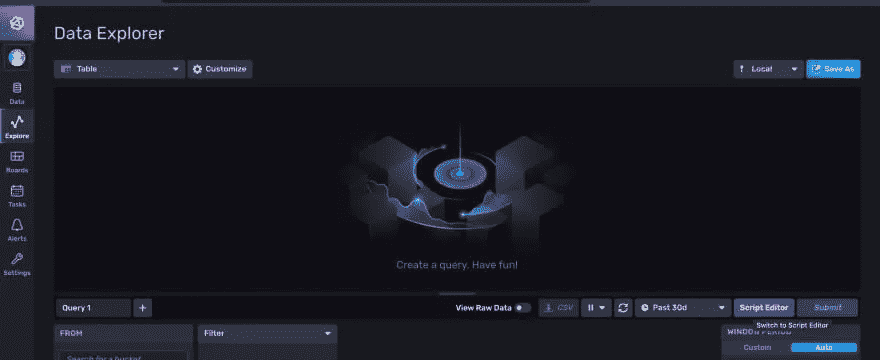 Data Explorer
Table
Customize
Local
Save As
Data
Explore
Boards
Tasks
Alerts
Settings
Create a query. Have fun!
Query 1
+
View Raw Data
CSV
Past 30d
Script Editor
Submit
Switch to Script Editor
FROM
Filter
WINDOW PERIOD
Search for a bucket
Custom
Auto